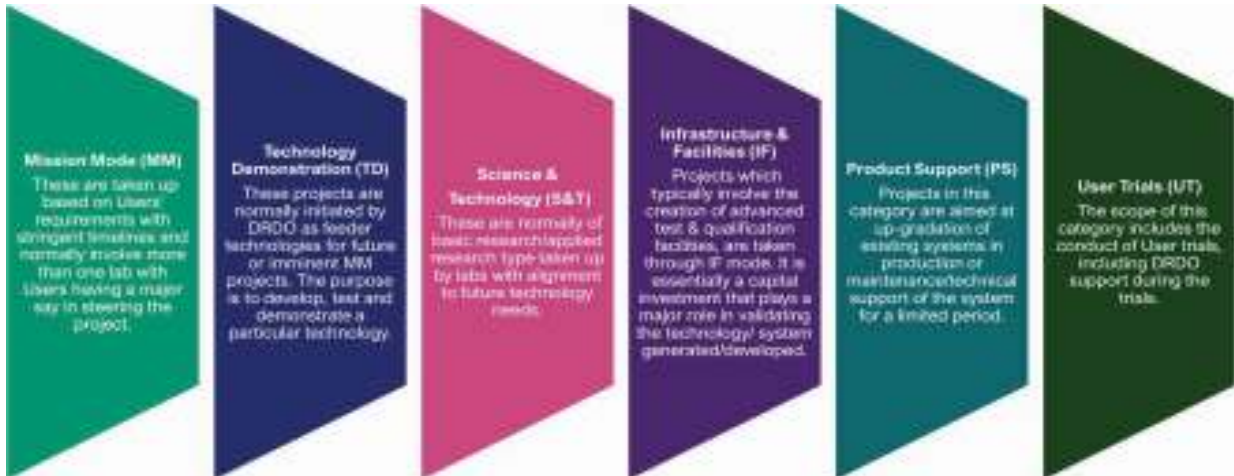 Mission Mode (MM)
These are taken up
based on Users'
requirements with
stringent timelines and
normally involve more
than one lab with
Users having a major
say in steering the
project.
Technology
Demonstration (TD)
These projects are
normally initiated by
DRDO as feeder
technologies for future
or imminent MM
projects. The purpose
is to develop, test and
demonstrate a
particular technology
Science &
Technology (S&T)
These are normally of
basic research/applied
research type taken up
by labs with alignment
to future technology
needs.
Infrastructure &
Facilities (IF)
Projects which
typically involve the
creation of advanced
test & qualification
facilities, are taken
through IF mode. It is
essentially a capital
investment that plays a
major role in validating
the technology/ system
generated/developed.
Product Support (PS)
Projects in this
category are aimed at
up-gradation of
existing systems in
production or
maintenance/technical
support of the system
for a limited period.
User Trials (UT)
The scope of this
category includes the
conduct of User trials,
including DRDO
support during the
trials.